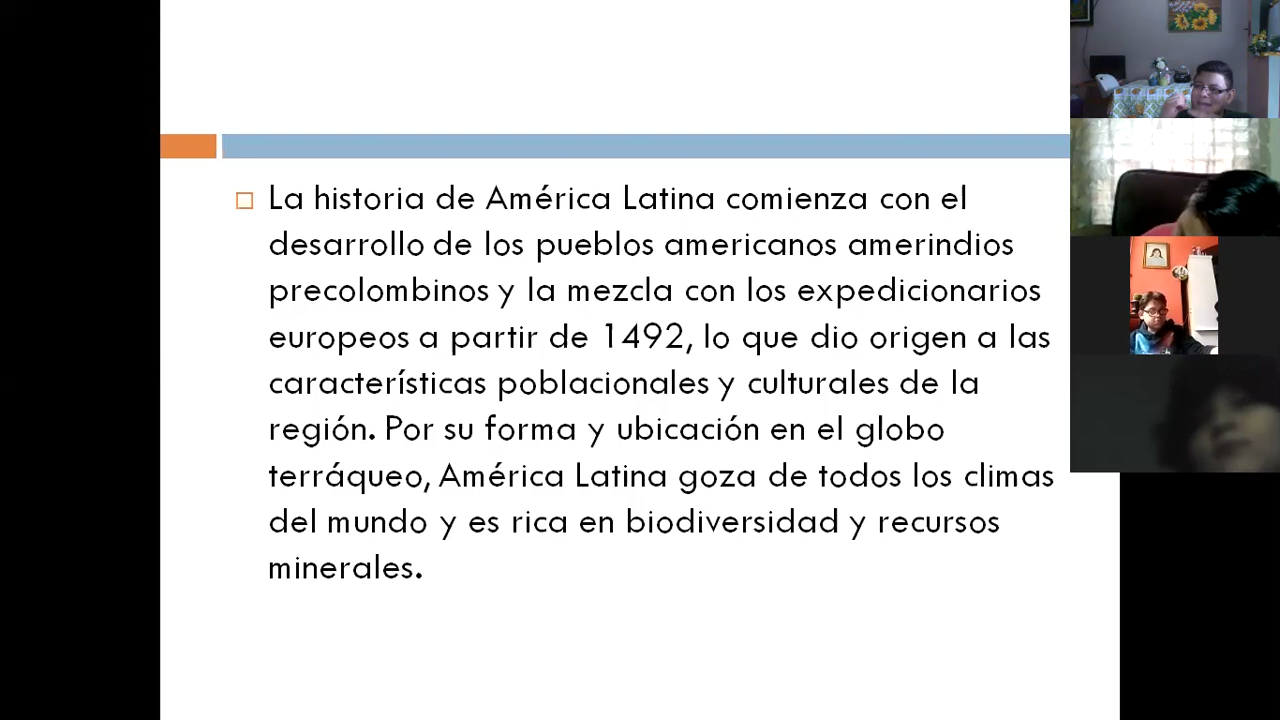 La historia de América Latina comienza con el
desarrollo de los pueblos americanos amerindios
precolombinos y la mezcla con los expedicionarios
europeos a partir de 1492, lo que dio origen a las
características poblacionales y culturales de la
región. Por su forma y ubicación en el globo
terráqueo, América Latina goza de todos los climas
del mundo y es rica en biodiversidad y recursos
minerales.